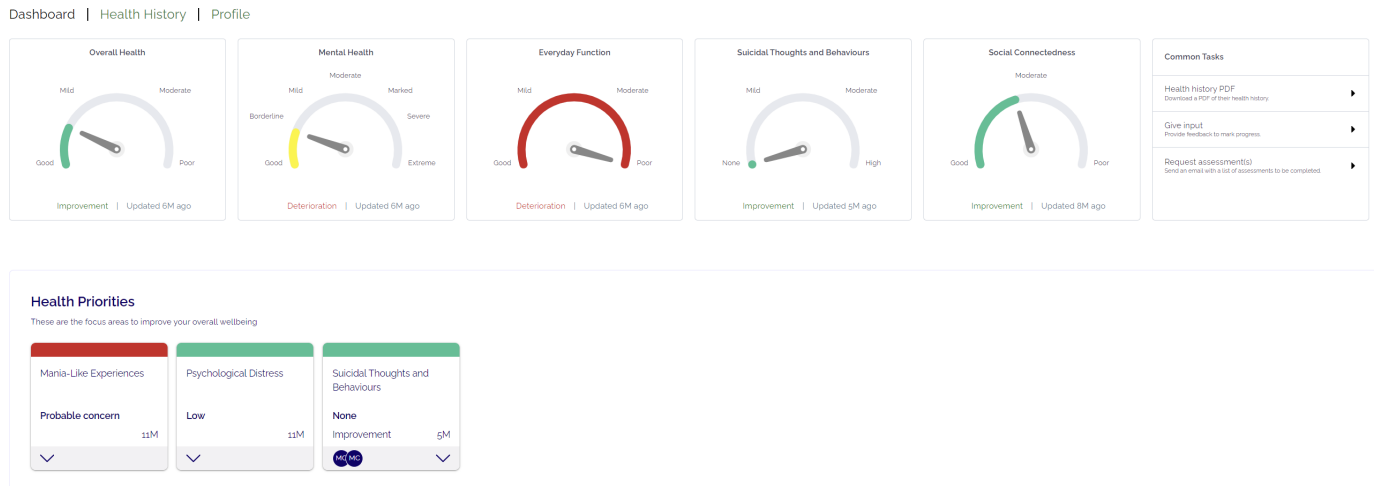 Dashboard | Health History | Profile
Overall Health
Mild
Moderate
Good
Poor
Improvement | Updated 6M ago
Mental Health
Moderate
Mild
Marked
Borderline
Severe
Good
Extreme
Deterioration | Updated 6M ago
Everyday Function
Mild
Moderate
Good
Poor
Deterioration | Updated 6M ago
Suicidal Thoughts and Behaviours
Mild
Moderate
None
High
Improvement | Updated 5M ago
Social Connectedness
Moderate
Good
Poor
Improvement | Updated 8M ago
Common Tasks
Health history PDF
Download a PDF of their health history.
Give input
Provide feedback to mark progress.
Request assessment(s)
Send an email with a list of assessments to be completed.
Health Priorities
These are the focus areas to improve your overall wellbeing
Mania-Like Experiences
Probable concern
11M
Psychological Distress
Low
11M
Suicidal Thoughts and
Behaviours
None
Improvement 5M
MC MC